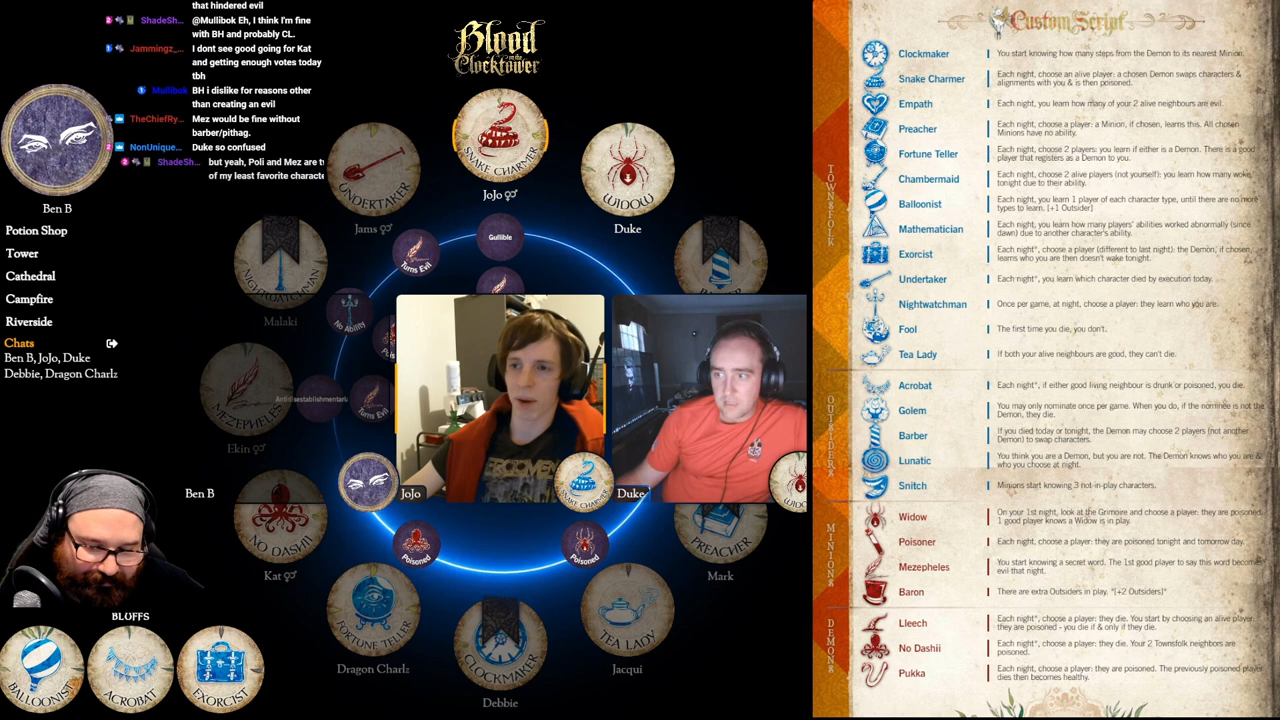 that hindered evil
ShadeSh... @Mullibok Eh, I think I'm fine
with BH and probably CL.
Jammingz_... I dont see good going for Kat
and getting enough votes today
tbh
Mullibok BH i dislike for reasons other
than creating an evil
TheChiefRy... Mez would be fine without
barber/pithag.
NonUnique... Duke so confused
ShadeSh... but yeah, Poli and Mez are
of my least favorite
Ben B
Potion Shop
Tower
Cathedral
Campfire
Riverside
Chats
Ben B, JoJo, Duke
Debbie, Dragon Charlz
Blood
on the
Clocktower
SNAKE CHARMER
JoJo
WIDOW
Duke
UNDERTAKER
Jams
Gullible
Turns Evil
NIGHTWATCHMAN
Malaki
No Ability
MEZEPHELES
Ekin
Antidisestablishmentaria
Turns Evil
Ben B
JoJo
SNAKE CHARMER
Duke
NO DASHII
Kat
Poisoned
Poisoned
PREACHER
Mark
FORTUNE TELLER
Dragon Charlz
CLOCKMAKER
Debbie
TEA LADY
Jacqui
BLUFFS
BALLOONIST
ACROBAT
EXORCIST
Custom Script
TOWNSFOLK
Clockmaker You start knowing how many steps from the Demon to its nearest Minion.
Snake Charmer Each night, choose an alive player: a chosen Demon swaps characters &
alignments with you & is then poisoned.
Empath Each night, you learn how many of your 2 alive neighbours are evil.
Preacher Each night, choose a player: a Minion, if chosen, learns this. All chosen
Minions have no ability.
Fortune Teller Each night, choose 2 players: you learn if either is a Demon. There is a good
player that registers as a Demon to you.
Chambermaid Each night, choose 2 alive players (not yourself): you learn how many woke
tonight due to their ability.
Balloonist Each night, you learn 1 player of each character type, until there are no more
types to learn. [+1 Outsider]
Mathematician Each night, you learn how many players' abilities worked abnormally (since
dawn) due to another character's ability.
Exorcist Each night*, choose a player (different to last night): the Demon, if chosen,
learns who you are then doesn't wake tonight.
Undertaker Each night*, you learn which character died by execution today.
Nightwatchman Once per game, at night, choose a player: they learn who you are.
Fool The first time you die, you don't.
Tea Lady If both your alive neighbours are good, they can't die.
OUTSIDERS
Acrobat Each night*, if either good living neighbour is drunk or poisoned, you die.
Golem You may only nominate once per game. When you do, if the nominee is not the
Demon, they die.
Barber If you died today or tonight, the Demon may choose 2 players (not another
Demon) to swap characters.
Lunatic You think you are a Demon, but you are not. The Demon knows who you are &
who you choose at night.
Snitch Minions start knowing 3 not-in-play characters.
MINIONS
Widow On your 1st night, look at the Grimoire and choose a player: they are poisoned.
1 good player knows a Widow is in play.
Poisoner Each night, choose a player: they are poisoned tonight and tomorrow day.
Mezepheles You start knowing a secret word. The 1st good player to say this word becomes
evil that night.
Baron There are extra Outsiders in play. *[+2 Outsiders]*
DEMONS
Lleech Each night*, choose a player: they die. You start by choosing an alive player:
they are poisoned - you die if & only if they die.
No Dashii Each night*, choose a player: they die. Your 2 Townsfolk neighbors are
poisoned.
Pukka Each night, choose a player: they are poisoned. The previously poisoned player
dies then becomes healthy.